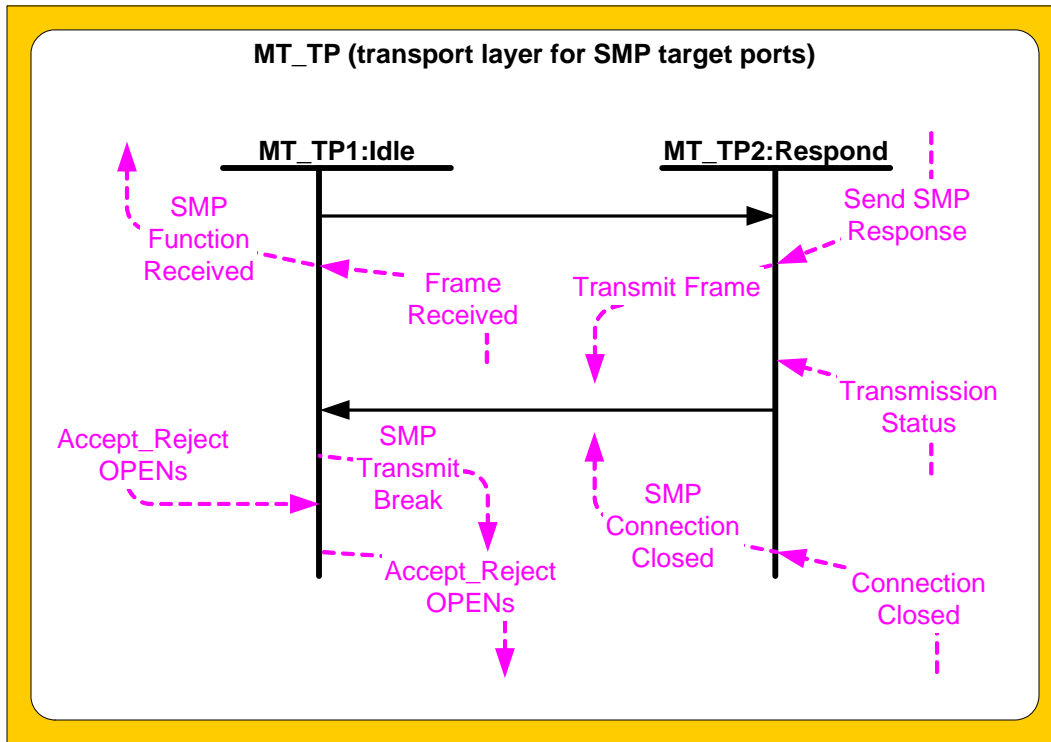 MT_TP (transport layer for SMP target ports)
MT_TP1:Idle
MT_TP2:Respond
SMP
Function
Received
Send SMP
Response
Frame
Received
Transmit Frame
Transmission
Status
Accept_Reject
OPENs
SMP
Transmit
Break
SMP
Connection
Closed
Accept_Reject
OPENs
Connection
Closed